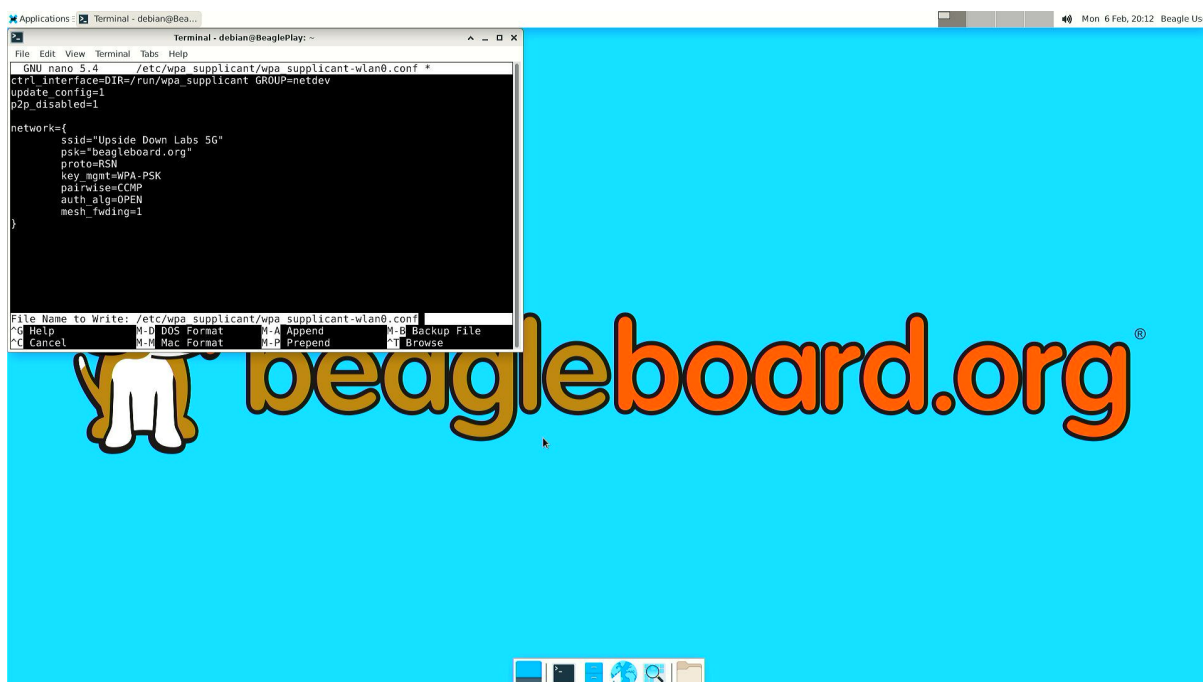 Applications
Terminal - debian@Bea...
Mon 6 Feb, 20:12 Beagle Us
Terminal - debian@BeaglePlay: ~
File Edit View Terminal Tabs Help
GNU nano 5.4 /etc/wpa_supplicant/wpa_supplicant-wlan0.conf *
ctrl_interface=DIR=/run/wpa_supplicant GROUP=netdev
update_config=1
p2p_disabled=1
network={
ssid="Upside Down Labs 5G"
psk="beagleboard.org"
proto=RSN
key_mgmt=WPA-PSK
pairwise=CCMP
auth_alg=OPEN
mesh_fwding=1
}
File Name to Write: /etc/wpa_supplicant/wpa_supplicant-wlan0.conf
^G Help M-D DOS Format M-A Append M-B Backup File
^C Cancel M-M Mac Format M-P Prepend ^T Browse
beagleboard.org®